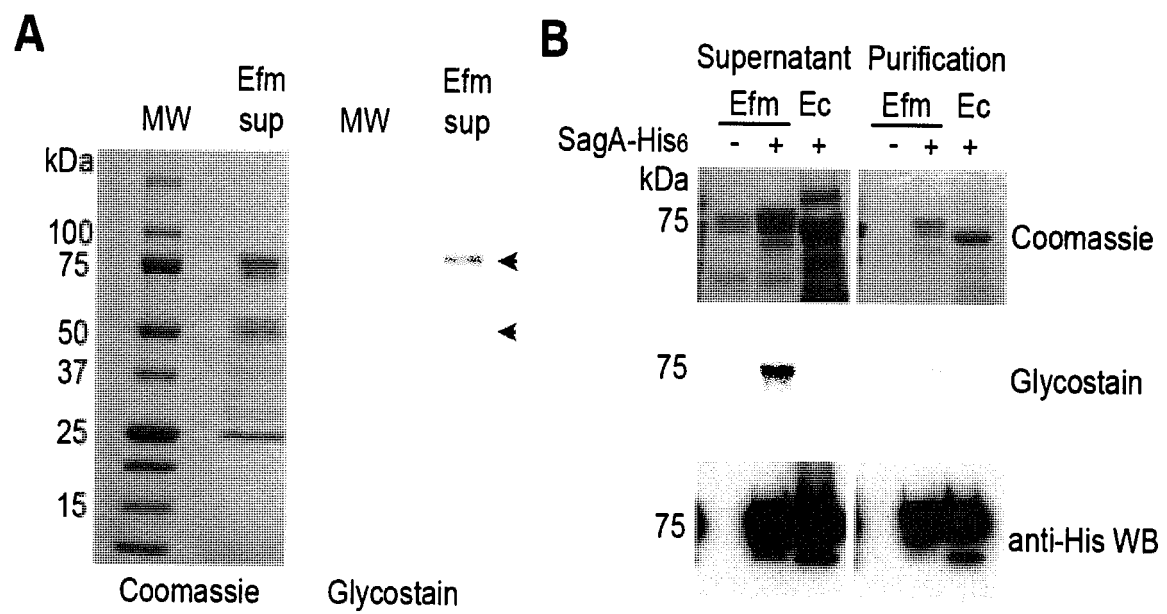 A
Efm Efm
MW sup MW sup
kDa
100
75
50
37
25
15
Coomassie Glycostain
B
Supernatant Purification
Efm Ec Efm Ec
SagA-His6 - + + - + +
kDa
75 Coomassie
75 Glycostain
75 anti-His WB